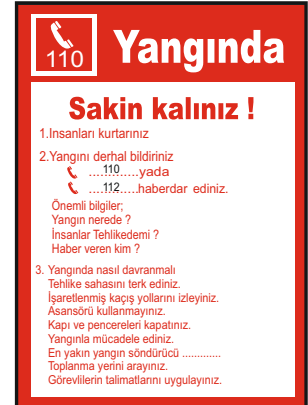 110
Yangında
Sakin kalınız !
1.Insanları kurtarınız
2.Yangını derhal bildiriniz
....110.....yada
....112.....haberdar ediniz.
Önemli bilgiler;
Yangın nerede ?
İnsanlar Tehlikedemi ?
Haber veren kim ?
3. Yangında nasıl davranmalı
Tehlike sahasını terk ediniz.
İşaretlenmiş kaçış yollarını izleyiniz.
Asansörü kullanmayınız.
Kapı ve pencereleri kapatınız.
Yangınla mücadele ediniz.
En yakın yangın söndürücü .............
Toplanma yerini arayınız.
Görevlilerin talimatlarını uygulayınız.